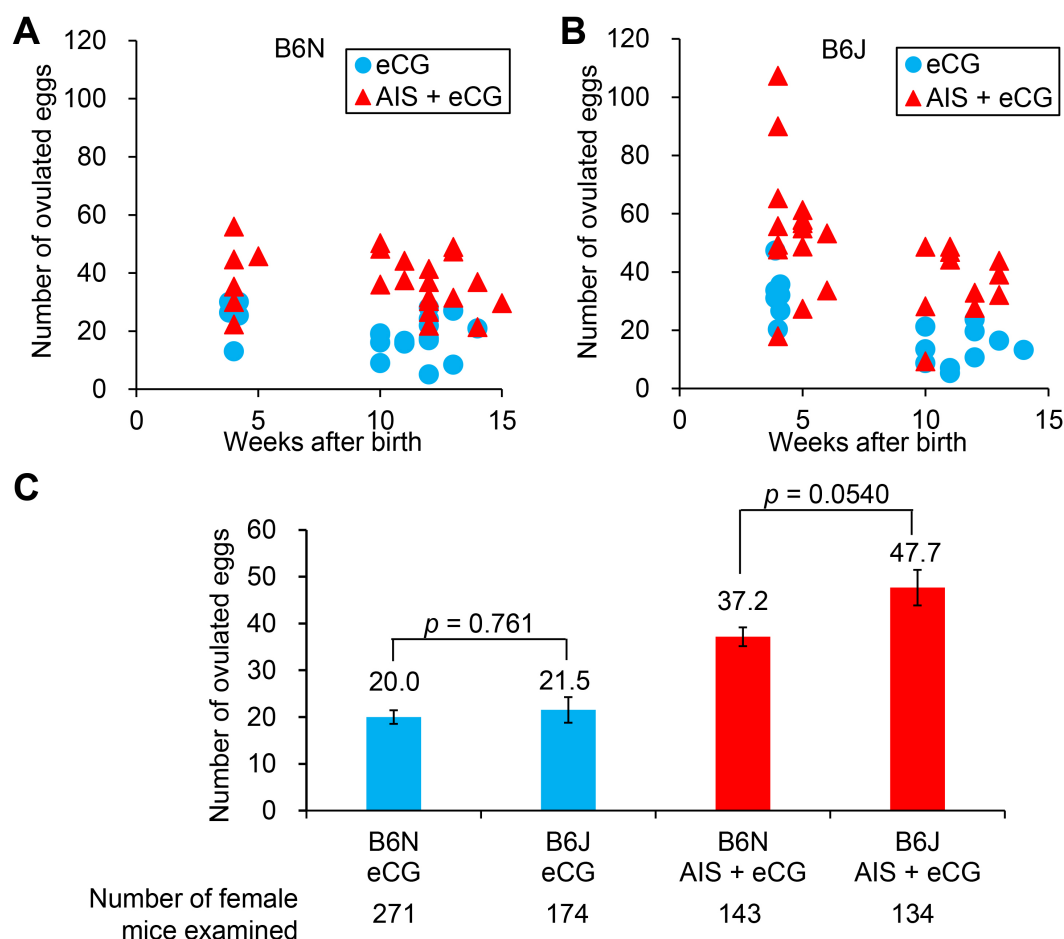 A
B6N
eCG
AIS + eCG
Number of ovulated eggs
120
100
80
60
40
20
0
0 5 10 15
Weeks after birth
B
B6J
eCG
AIS + eCG
Number of ovulated eggs
120
100
80
60
40
20
0
0 5 10 15
Weeks after birth
C
Number of ovulated eggs
60
50
40
30
20
10
0
p = 0.761
p = 0.0540
20.0
21.5
37.2
47.7
B6N
eCG
B6J
eCG
B6N
AIS + eCG
B6J
AIS + eCG
Number of female
mice examined
271 174 143 134